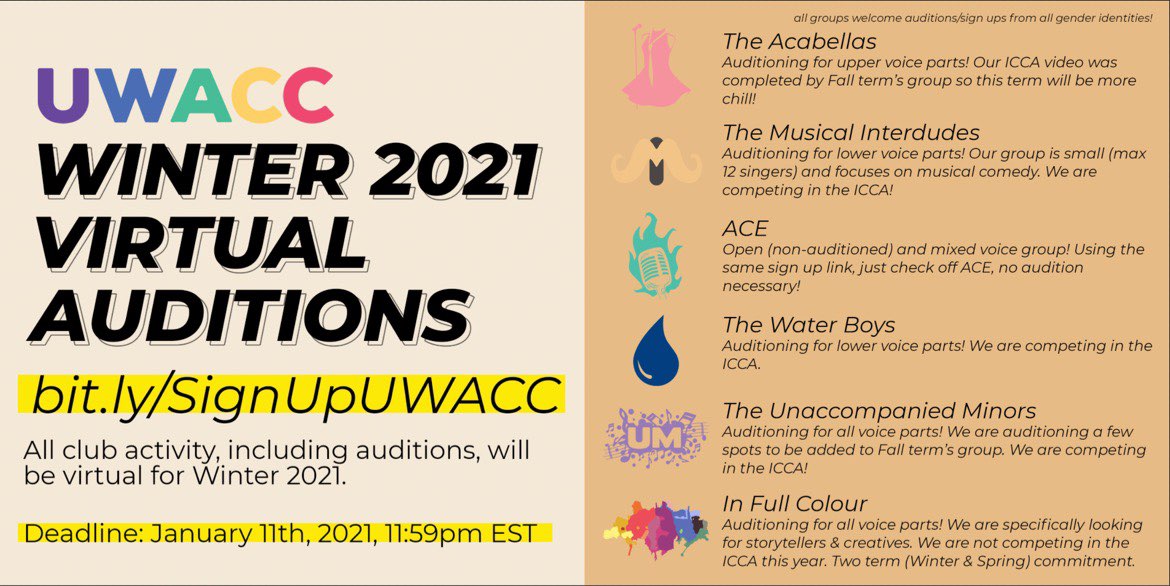 UWACC
WINTER 2021
VIRTUAL
AUDITIONS
bit.ly/SignUpUWACC
All club activity, including auditions, will
be virtual for Winter 2021.
Deadline: January 11th, 2021, 11:59pm EST
all groups welcome auditions/sign ups from all gender identities!
The Acabellas
Auditioning for upper voice parts! Our ICCA video was
completed by Fall term's group so this term will be more
chill!
The Musical Interdudes
Auditioning for lower voice parts! Our group is small (max
12 singers) and focuses on musical comedy. We are
competing in the ICCA!
ACE
Open (non-auditioned) and mixed voice group! Using the
same sign up link, just check off ACE, no audition
necessary!
The Water Boys
Auditioning for lower voice parts! We are competing in the
ICCA.
UM
The Unaccompanied Minors
Auditioning for all voice parts! We are auditioning a few
spots to be added to Fall term's group. We are competing
in the ICCA!
In Full Colour
Auditioning for all voice parts! We are specifically looking
for storytellers & creatives. We are not competing in the
ICCA this year. Two term (Winter & Spring) commitment.